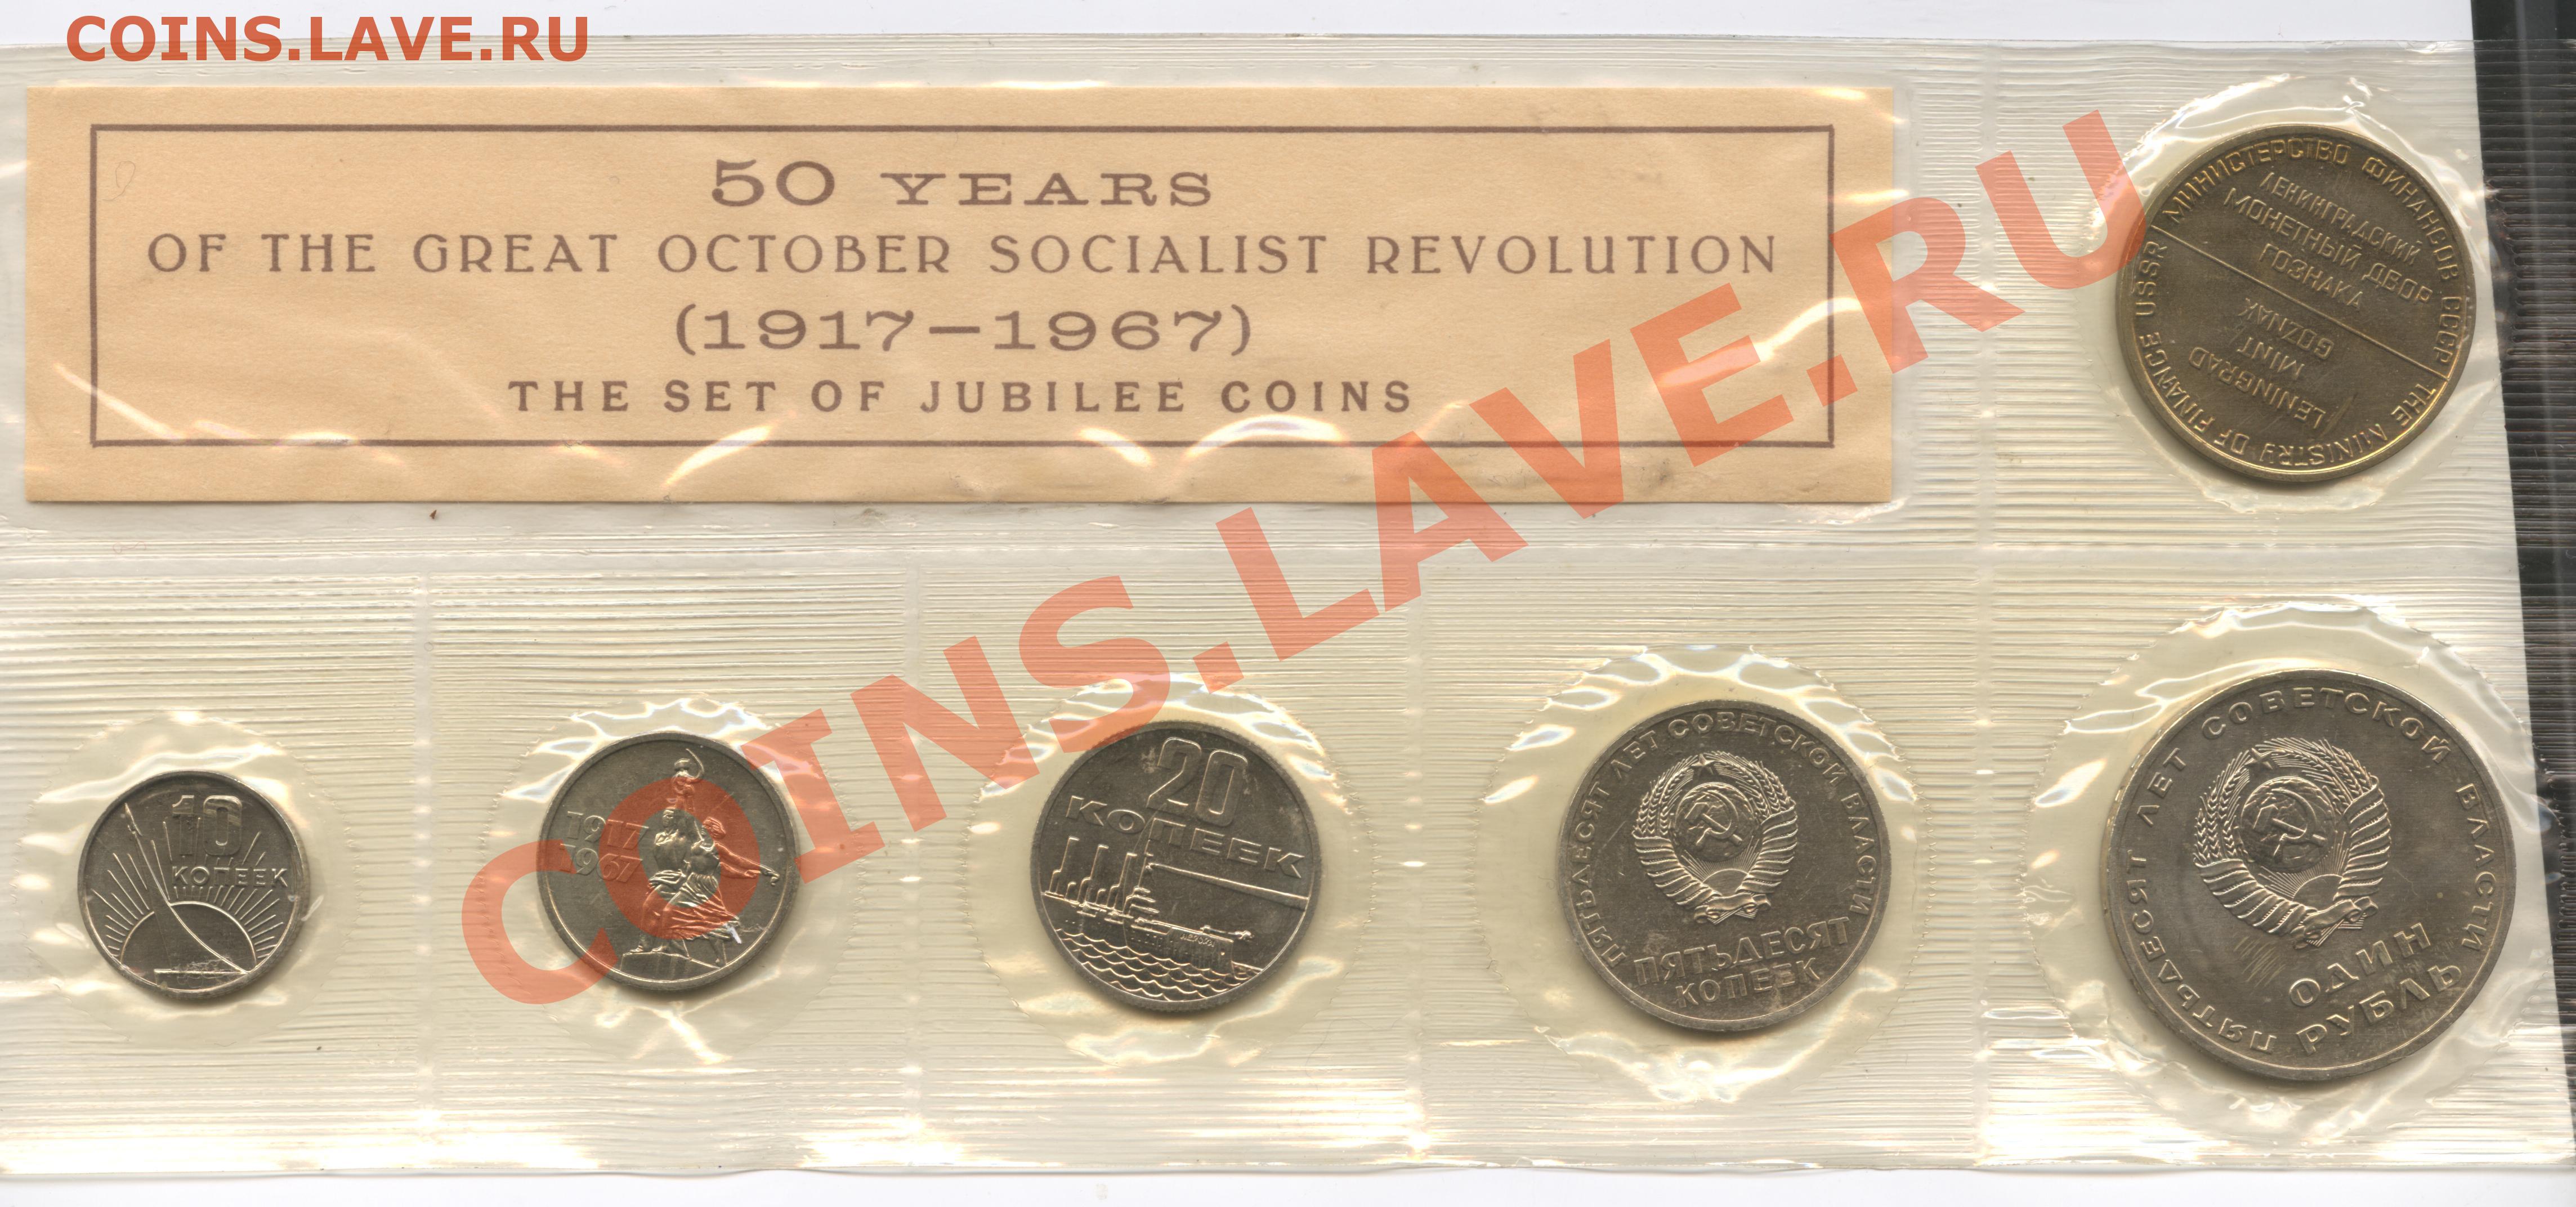 COINS.LAVE.RU
50 YEARS
OF THE GREAT OCTOBER SOCIALIST REVOLUTION
(1917—1967)
THE SET OF JUBILEE COINS
МИНИСТЕРСТВО ФИНАНСОВ СССР
ЛЕНИНГРАДСКИЙ
МОНЕТНЫЙ ДВОР
ГОЗНАКА
LENINGRAD
MINT
GOZNAK
THE MINISTRY OF FINANCE USSR
COINS.LAVE.RU
10
КОПЕЕК
1917
1967
20
КОПЕЕК
ПЯТЬДЕСЯТ ЛЕТ СОВЕТСКОЙ ВЛАСТИ
ПЯТЬДЕСЯТ
КОПЕЕК
ПЯТЬДЕСЯТ ЛЕТ СОВЕТСКОЙ ВЛАСТИ
ОДИН
РУБЛЬ